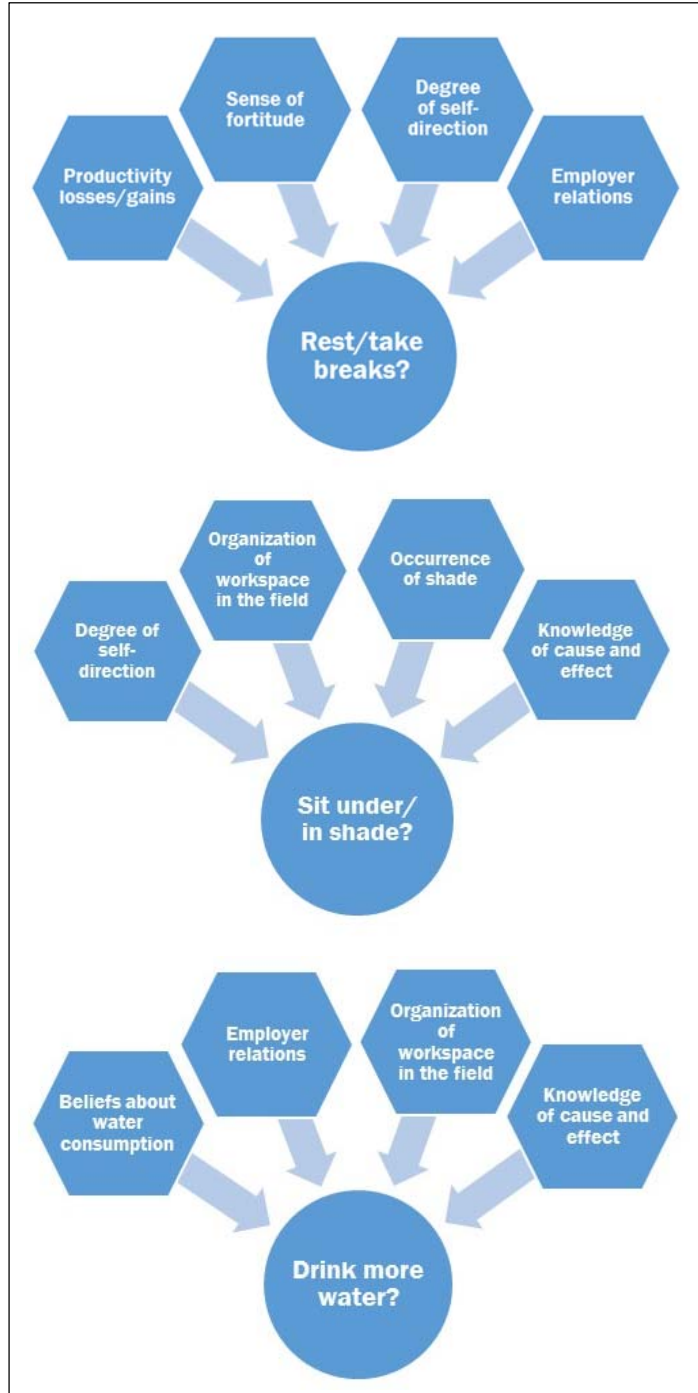 Sense of
fortitude
Degree
of self-
direction
Productivity
losses/gains
Employer
relations
Rest/take
breaks?
Organization
of
workspace
in the field
Occurrence
of shade
Degree of
self-
direction
Knowledge
of cause and
effect
Sit under/
in shade?
Employer
relations
Organization
of
workspace
in the field
Beliefs about
water
consumption
Knowledge
of cause and
effect
Drink more
water?